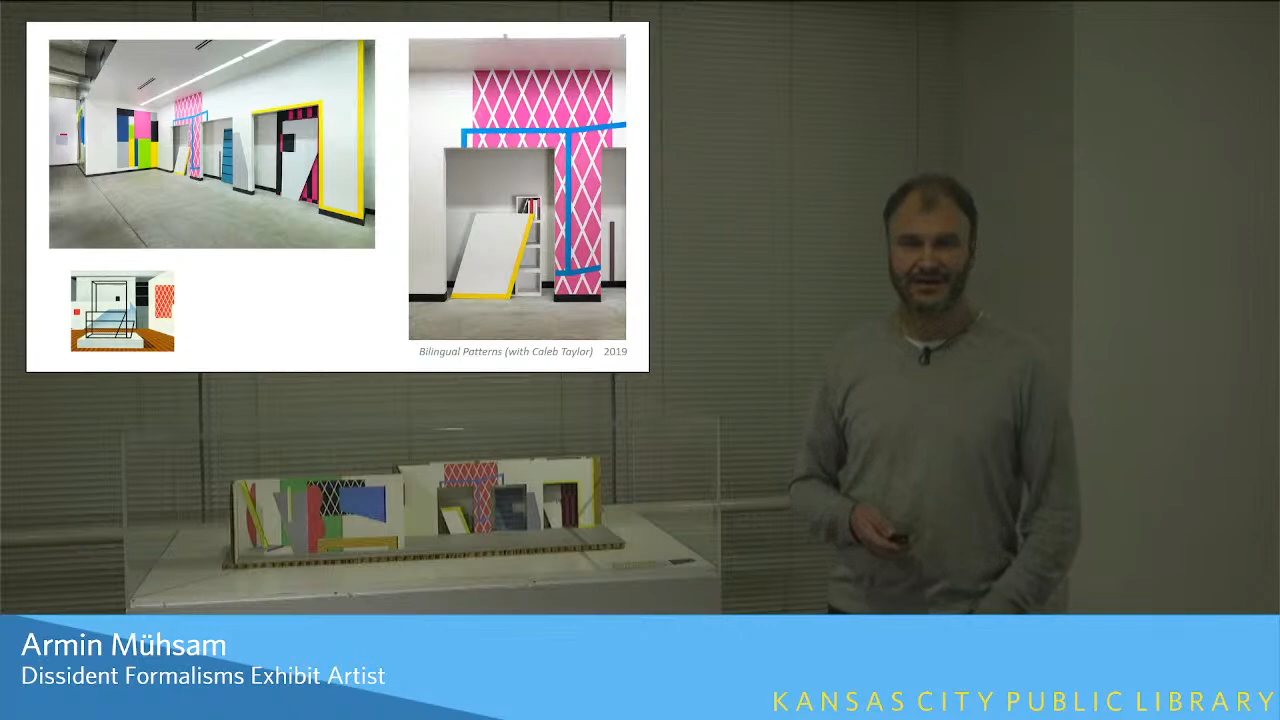 Bilingual Patterns (with Caleb Taylor) 2019
Armin Mühsam
Dissident Formalisms Exhibit Artist
KANSAS CITY PUBLIC LIBRARY